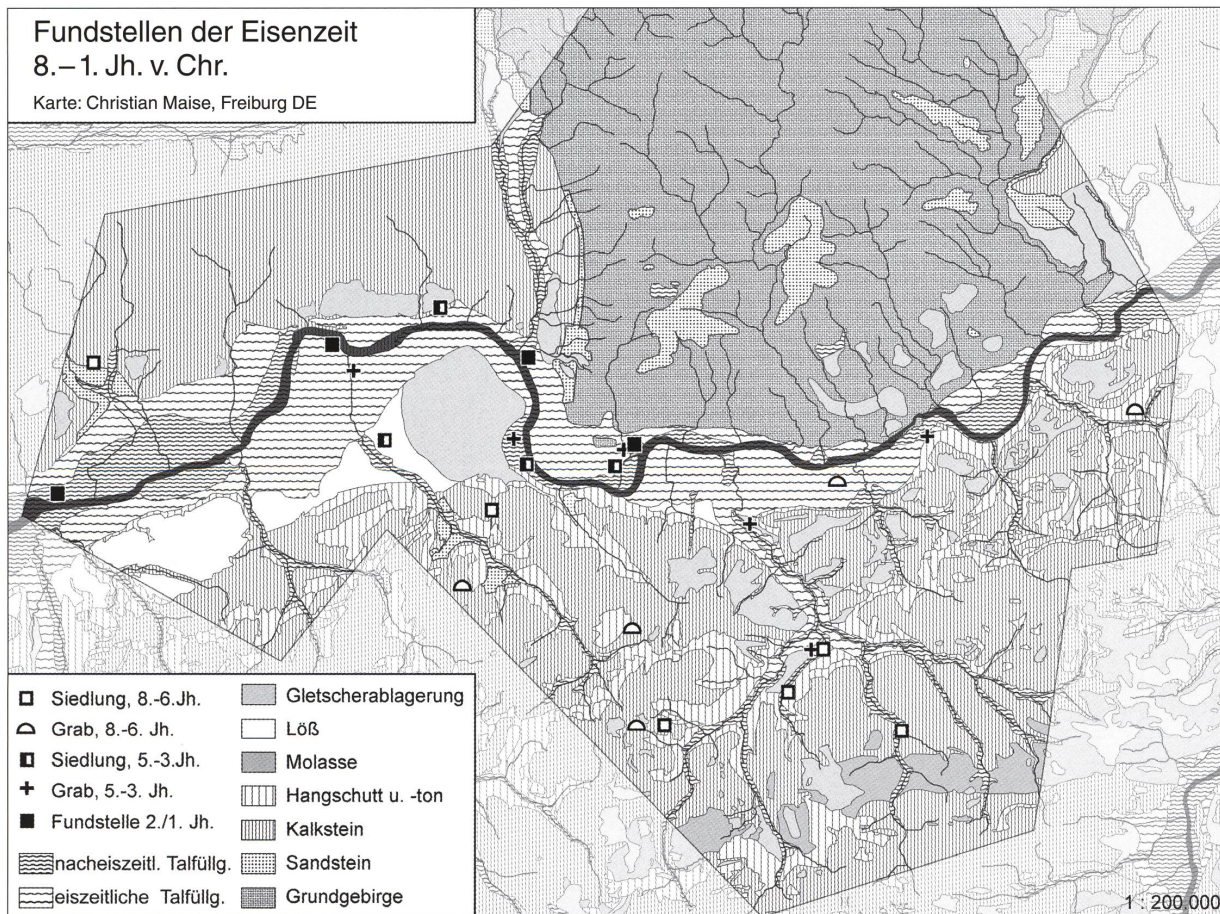 Fundstellen der Eisenzeit
8.–1. Jh. v. Chr.
Karte: Christian Maise, Freiburg DE
Siedlung, 8.-6.Jh.
Grab, 8.-6. Jh.
Siedlung, 5.-3.Jh.
Grab, 5.-3. Jh.
Fundstelle 2./1. Jh.
nacheiszeitl. Talfüllg.
eiszeitliche Talfüllg.
Gletscherablagerung
Löß
Molasse
Hangschutt u. -ton
Kalkstein
Sandstein
Grundgebirge
1 : 200.000